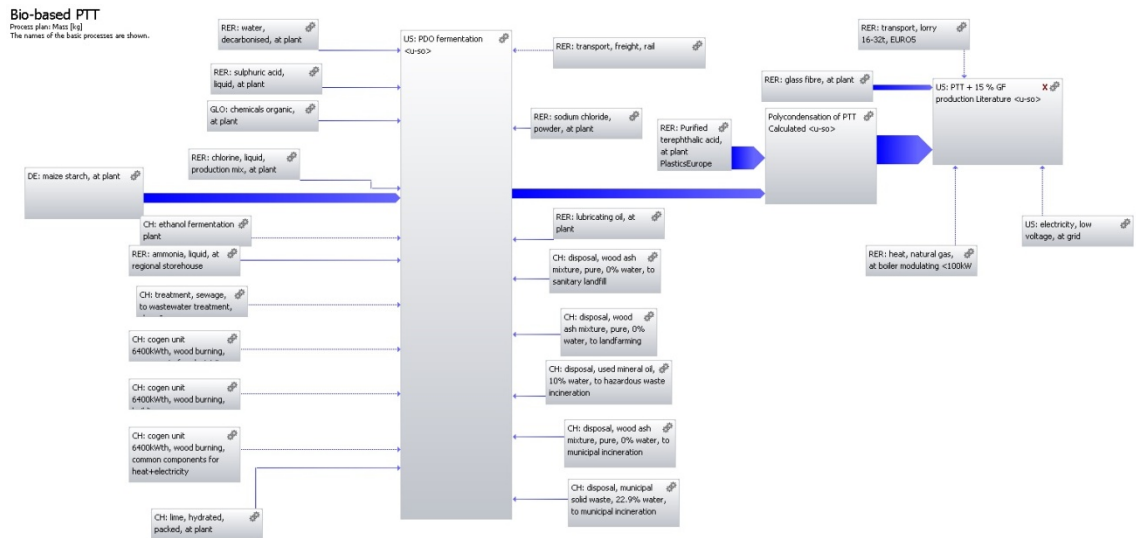 Bio-based PTT
Process plan: Mass [kg]
The names of the basic processes are shown.
RER: water,
decarbonised, at plant
RER: sulphuric acid,
liquid, at plant
GLO: chemicals organic,
at plant
RER: chlorine, liquid,
production mix, at plant
DE: maize starch, at plant
CH: ethanol fermentation
plant
RER: ammonia, liquid, at
regional storehouse
CH: treatment, sewage,
to wastewater treatment,
CH: cogen unit
6400kWth, wood burning,
CH: cogen unit
6400kWth, wood burning,
CH: cogen unit
6400kWth, wood burning,
common components for
heat+electricity
CH: lime, hydrated,
packed, at plant
US: PDO fermentation
<u-so>
RER: transport, freight, rail
RER: sodium chloride,
powder, at plant
RER: lubricating oil, at
plant
CH: disposal, wood ash
mixture, pure, 0% water, to
sanitary landfill
CH: disposal, wood
ash mixture, pure, 0%
water, to landfarming
CH: disposal, used mineral oil,
10% water, to hazardous waste
incineration
CH: disposal, wood ash
mixture, pure, 0% water, to
municipal incineration
CH: disposal, municipal
solid waste, 22.9% water,
to municipal incineration
RER: Purified
terephthalic acid,
at plant
PlasticsEurope
Polycondensation of PTT
Calculated <u-so>
RER: transport, lorry
16-32t, EURO5
RER: glass fibre, at plant
US: PTT + 15 % GF
production Literature <u-so>
X
RER: heat, natural gas,
at boiler modulating <100kW
US: electricity, low
voltage, at grid